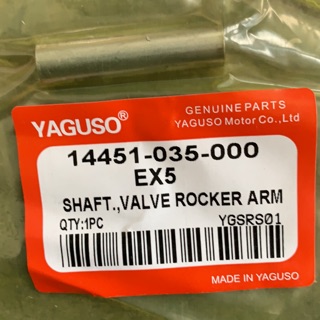 GENUINE PARTS
YAGUSO® YAGUSO Motor Co.,Ltd
14451-035-000
EX5
SHAFT.,VALVE ROCKER ARM
QTY:1PC YGSRS01
MADE IN YAGUSO